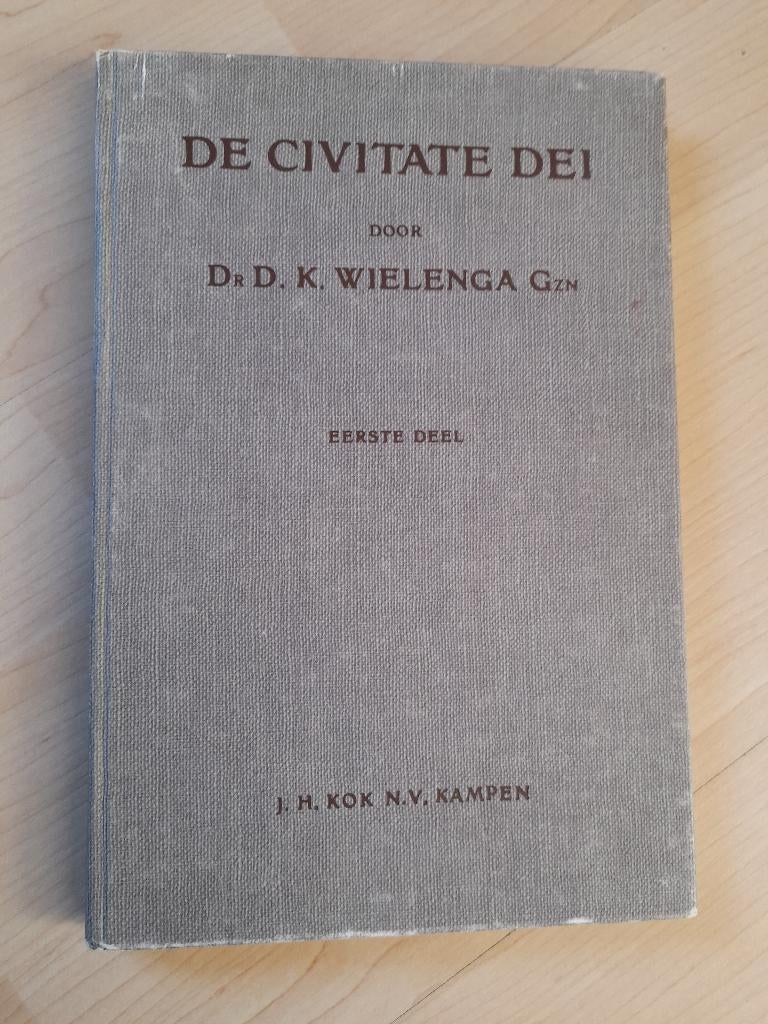 DE CIVITATE DEI
DOOR
DR D. K. WIELENGA GZN
EERSTE DEEL
J. H. KOK N.V. KAMPEN